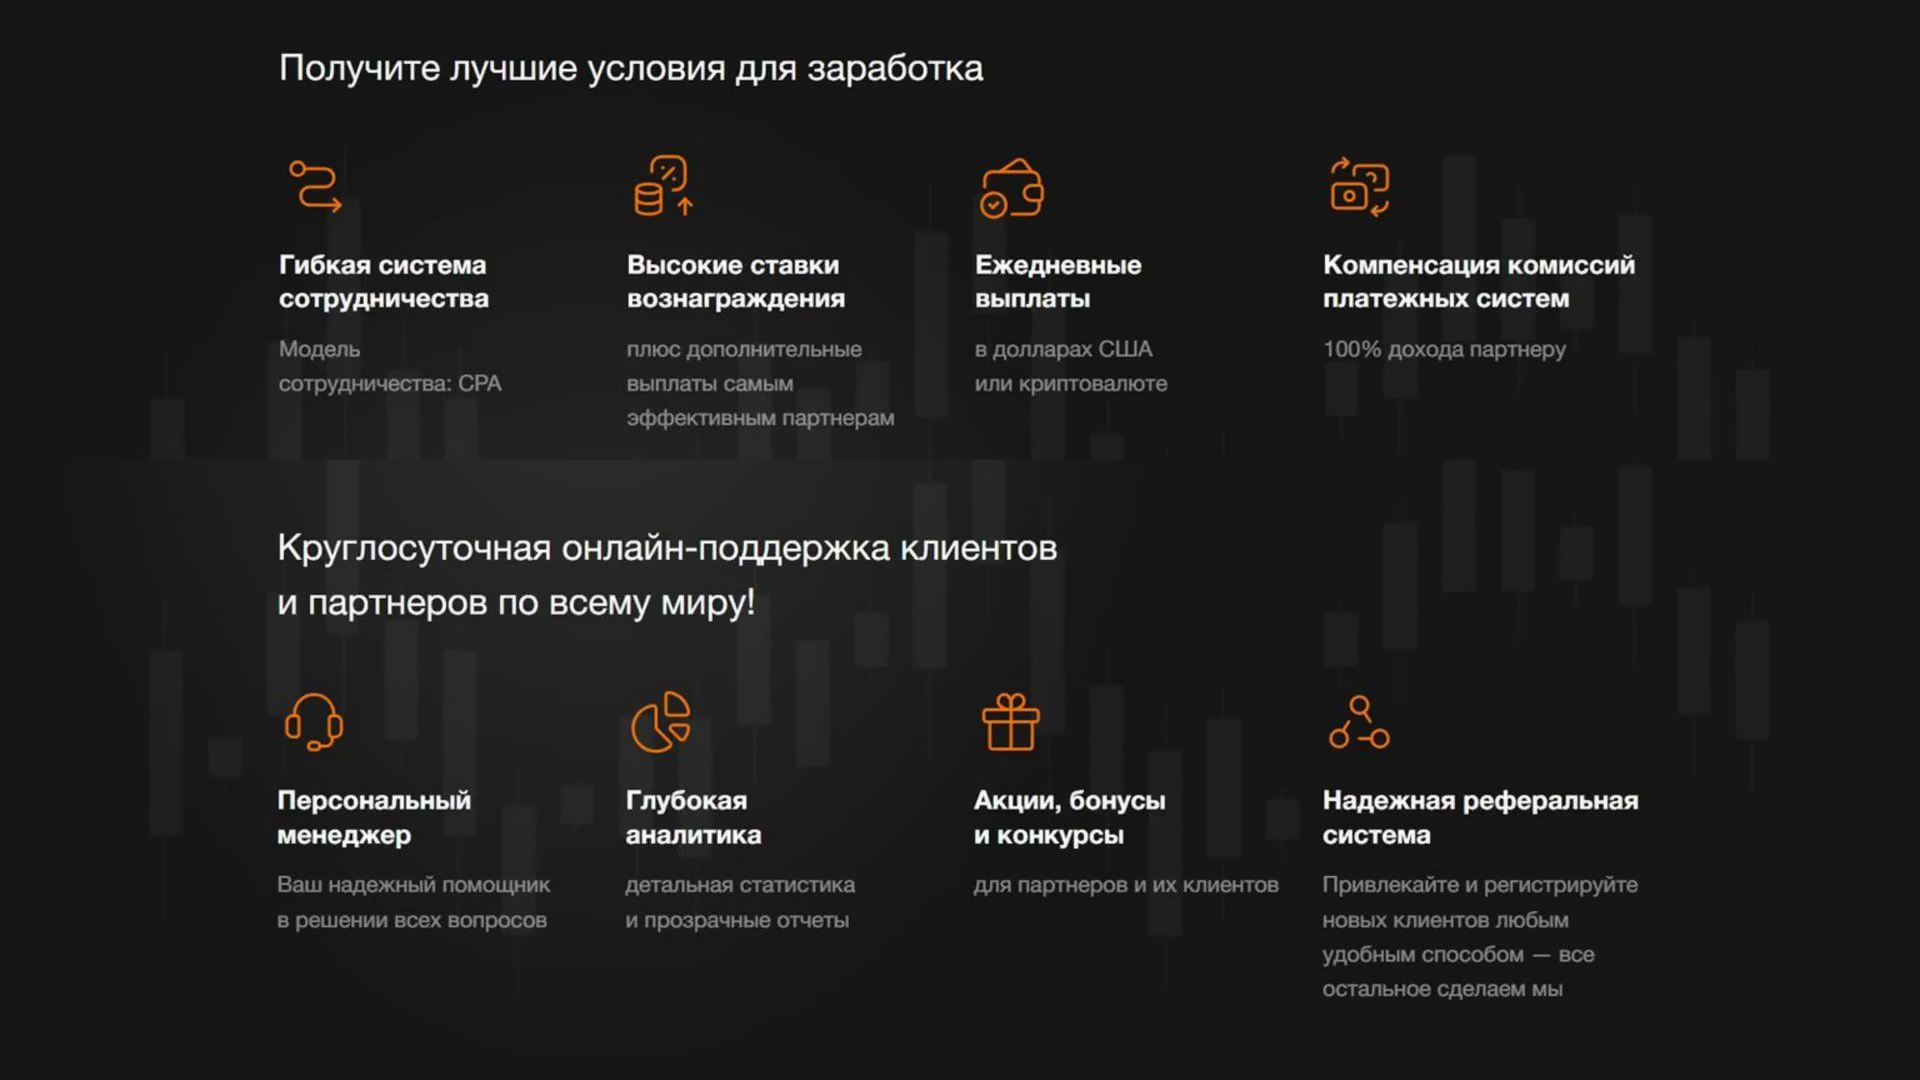 Получите лучшие условия для заработка
Гибкая система
сотрудничества
Модель
сотрудничества: CPA
Высокие ставки
вознаграждения
плюс дополнительные
выплаты самым
эффективным партнерам
Ежедневные
выплаты
в долларах США
или криптовалюте
Компенсация комиссий
платежных систем
100% дохода партнеру
Круглосуточная онлайн-поддержка клиентов
и партнеров по всему миру!
Персональный
менеджер
Ваш надежный помощник
в решении всех вопросов
Глубокая
аналитика
детальная статистика
и прозрачные отчеты
Акции, бонусы
и конкурсы
для партнеров и их клиентов
Надежная реферальная
система
Привлекайте и регистрируйте
новых клиентов любым
удобным способом — все
остальное сделаем мы